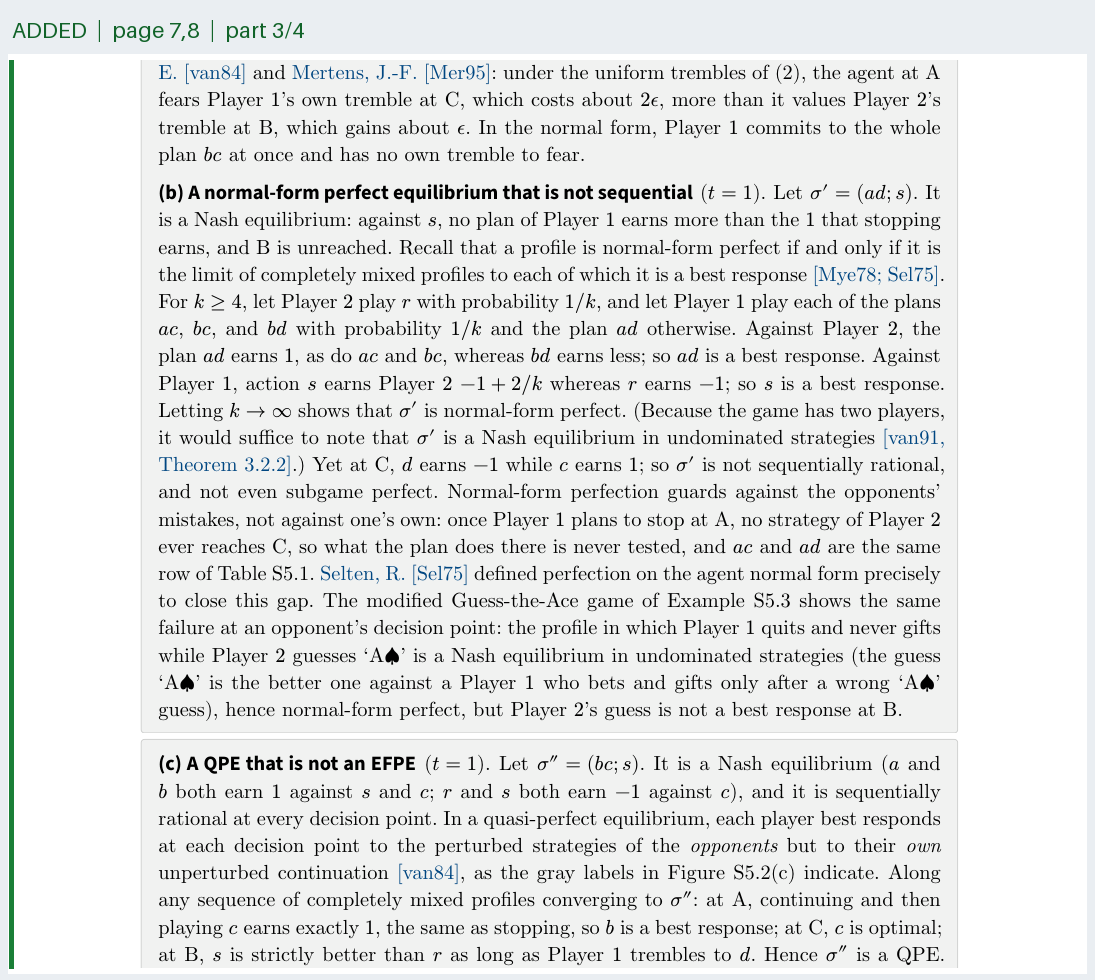 ADDED | page 7,8 | part 3/4
E. [van84] and Mertens, J.-F. [Mer95]: under the uniform trembles of (2), the agent at A
fears Player 1's own tremble at C, which costs about 2ϵ, more than it values Player 2's
tremble at B, which gains about ϵ. In the normal form, Player 1 commits to the whole
plan bc at once and has no own tremble to fear.
(b) A normal-form perfect equilibrium that is not sequential (t = 1). Let σ′ = (ad; s). It
is a Nash equilibrium: against s, no plan of Player 1 earns more than the 1 that stopping
earns, and B is unreached. Recall that a profile is normal-form perfect if and only if it is
the limit of completely mixed profiles to each of which it is a best response [Mye78; Sel75].
For k ≥ 4, let Player 2 play r with probability 1/k, and let Player 1 play each of the plans
ac, bc, and bd with probability 1/k and the plan ad otherwise. Against Player 2, the
plan ad earns 1, as do ac and bc, whereas bd earns less; so ad is a best response. Against
Player 1, action s earns Player 2 −1 + 2/k whereas r earns −1; so s is a best response.
Letting k → ∞ shows that σ′ is normal-form perfect. (Because the game has two players,
it would suffice to note that σ′ is a Nash equilibrium in undominated strategies [van91,
Theorem 3.2.2].) Yet at C, d earns −1 while c earns 1; so σ′ is not sequentially rational,
and not even subgame perfect. Normal-form perfection guards against the opponents'
mistakes, not against one's own: once Player 1 plans to stop at A, no strategy of Player 2
ever reaches C, so what the plan does there is never tested, and ac and ad are the same
row of Table S5.1. Selten, R. [Sel75] defined perfection on the agent normal form precisely
to close this gap. The modified Guess-the-Ace game of Example S5.3 shows the same
failure at an opponent's decision point: the profile in which Player 1 quits and never gifts
while Player 2 guesses 'A♠' is a Nash equilibrium in undominated strategies (the guess
'A♠' is the better one against a Player 1 who bets and gifts only after a wrong 'A♠'
guess), hence normal-form perfect, but Player 2's guess is not a best response at B.
(c) A QPE that is not an EFPE (t = 1). Let σ″ = (bc; s). It is a Nash equilibrium (a and
b both earn 1 against s and c; r and s both earn −1 against c), and it is sequentially
rational at every decision point. In a quasi-perfect equilibrium, each player best responds
at each decision point to the perturbed strategies of the opponents but to their own
unperturbed continuation [van84], as the gray labels in Figure S5.2(c) indicate. Along
any sequence of completely mixed profiles converging to σ″: at A, continuing and then
playing c earns exactly 1, the same as stopping, so b is a best response; at C, c is optimal;
at B, s is strictly better than r as long as Player 1 trembles to d. Hence σ″ is a QPE.